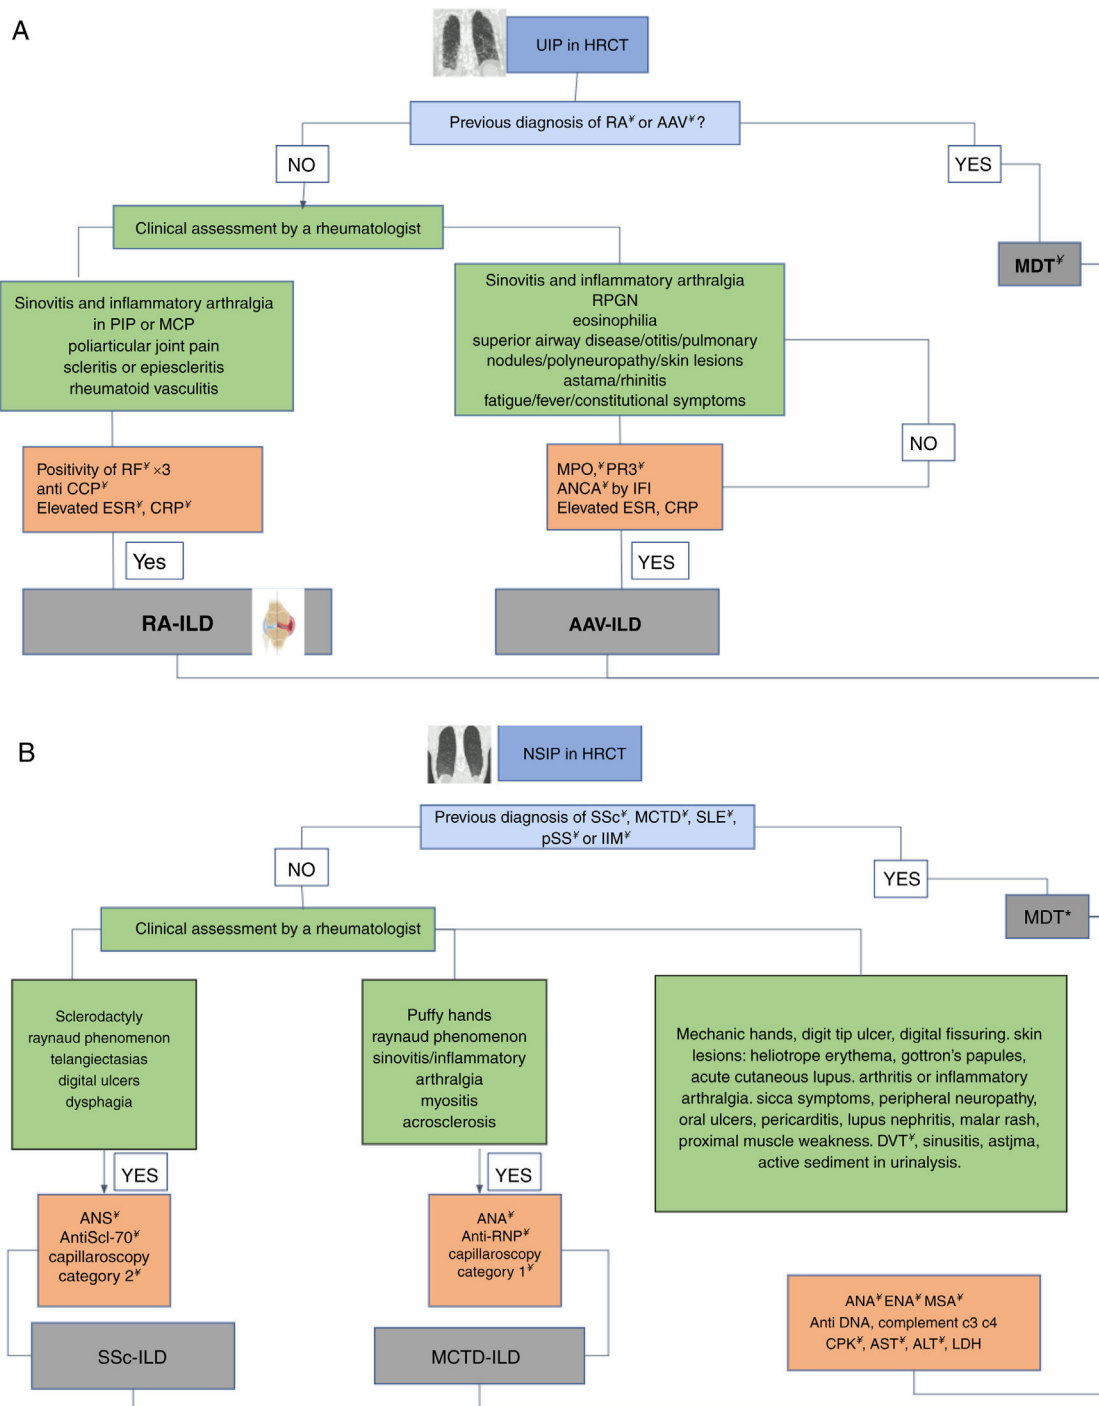 A
UIP in HRCT
Previous diagnosis of RA¥ or AAV¥?
NO
YES
Clinical assessment by a rheumatologist
MDT¥
Sinovitis and inflammatory arthralgia
in PIP or MCP
poliarticular joint pain
scleritis or epiescleritis
rheumatoid vasculitis
Sinovitis and inflammatory arthralgia
RPGN
eosinophilia
superior airway disease/otitis/pulmonary
nodules/polyneuropathy/skin lesions
astama/rhinitis
fatigue/fever/constitutional symptoms
NO
Positivity of RF¥ ×3
anti CCP¥
Elevated ESR¥, CRP¥
MPO,¥ PR3¥
ANCA¥ by IFI
Elevated ESR, CRP
Yes
YES
RA-ILD
AAV-ILD
B
NSIP in HRCT
Previous diagnosis of SSc¥, MCTD¥, SLE¥,
pSS¥ or IIM¥
NO
YES
MDT*
Clinical assessment by a rheumatologist
Sclerodactyly
raynaud phenomenon
telangiectasias
digital ulcers
dysphagia
Puffy hands
raynaud phenomenon
sinovitis/inflammatory
arthralgia
myositis
acrosclerosis
Mechanic hands, digit tip ulcer, digital fissuring. skin
lesions: heliotrope erythema, gottron's papules,
acute cutaneous lupus. arthritis or inflammatory
arthralgia. sicca symptoms, peripheral neuropathy,
oral ulcers, pericarditis, lupus nephritis, malar rash,
proximal muscle weakness. DVT¥, sinusitis, astjma,
active sediment in urinalysis.
YES
YES
ANS¥
AntiScl-70¥
capillaroscopy
category 2¥
ANA¥
Anti-RNP¥
capillaroscopy
category 1¥
ANA¥ ENA¥ MSA¥
Anti DNA, complement c3 c4
CPK¥, AST¥, ALT¥, LDH
SSc-ILD
MCTD-ILD